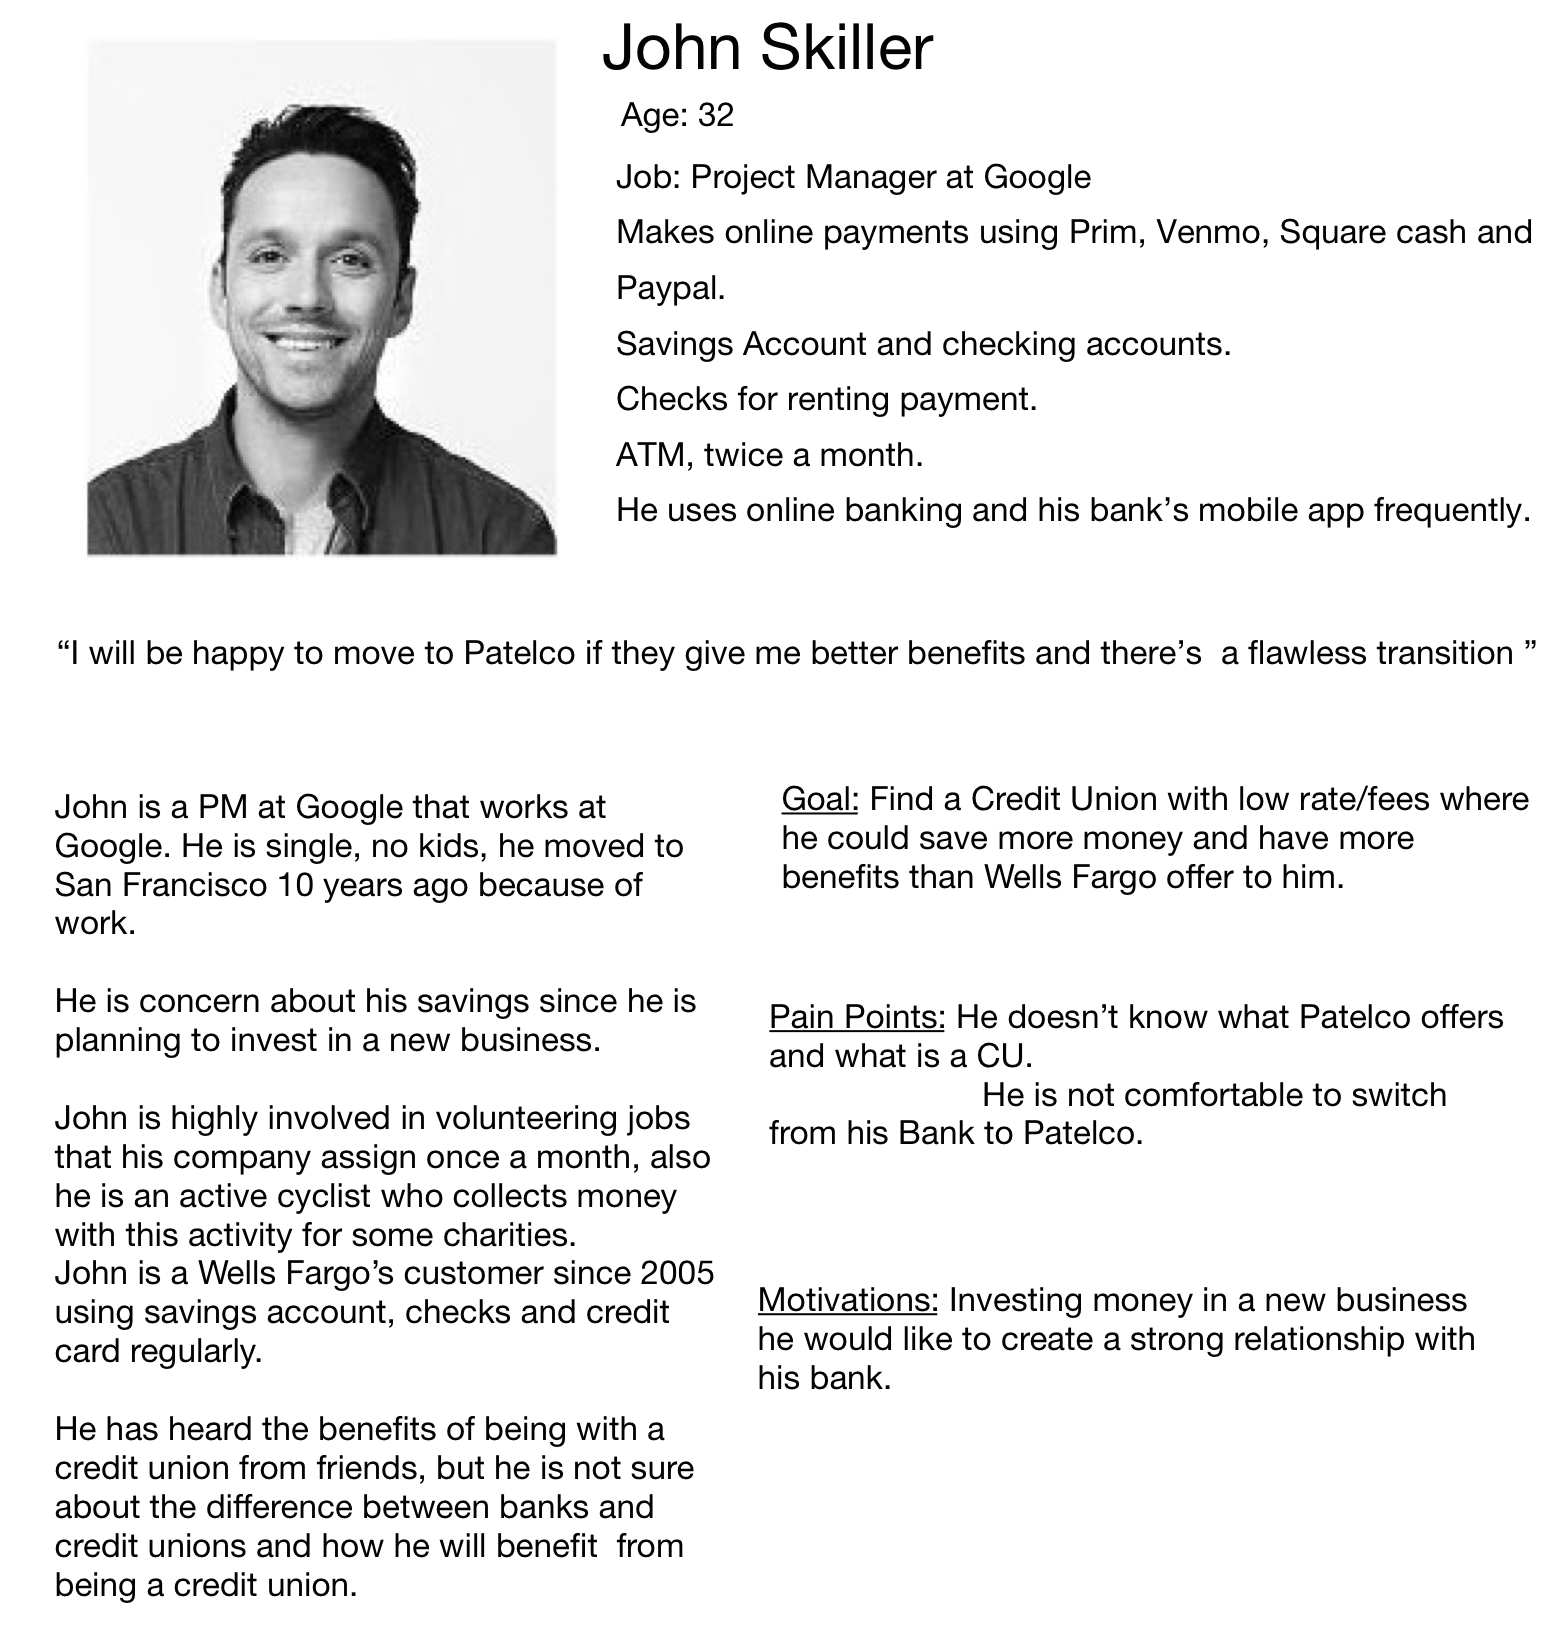 John Skiller
Age: 32
Job: Project Manager at Google
Makes online payments using Prim, Venmo, Square cash and
Paypal.
Savings Account and checking accounts.
Checks for renting payment.
ATM, twice a month.
He uses online banking and his bank’s mobile app frequently.
“I will be happy to move to Patelco if they give me better benefits and there’s  a flawless transition ”
John is a PM at Google that works at
Google. He is single, no kids, he moved to
San Francisco 10 years ago because of
work.
He is concern about his savings since he is
planning to invest in a new business.
John is highly involved in volunteering jobs
that his company assign once a month, also
he is an active cyclist who collects money
with this activity for some charities.
John is a Wells Fargo’s customer since 2005
using savings account, checks and credit
card regularly.
He has heard the benefits of being with a
credit union from friends, but he is not sure
about the difference between banks and
credit unions and how he will benefit  from
being a credit union.
Goal: Find a Credit Union with low rate/fees where
he could save more money and have more
benefits than Wells Fargo offer to him.
Pain Points: He doesn’t know what Patelco offers
and what is a CU.
He is not comfortable to switch
from his Bank to Patelco.
Motivations: Investing money in a new business
he would like to create a strong relationship with
his bank.